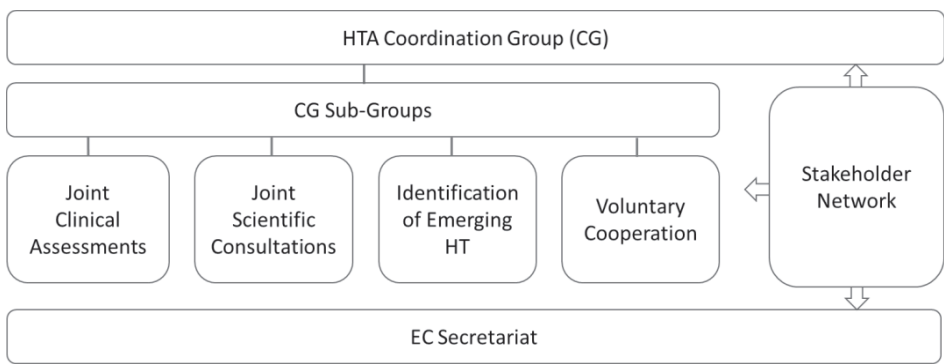 HTA Coordination Group (CG)
CG Sub-Groups
Joint
Clinical
Assessments
Joint
Scientific
Consultations
Identification
of Emerging
HT
Voluntary
Cooperation
Stakeholder
Network
EC Secretariat